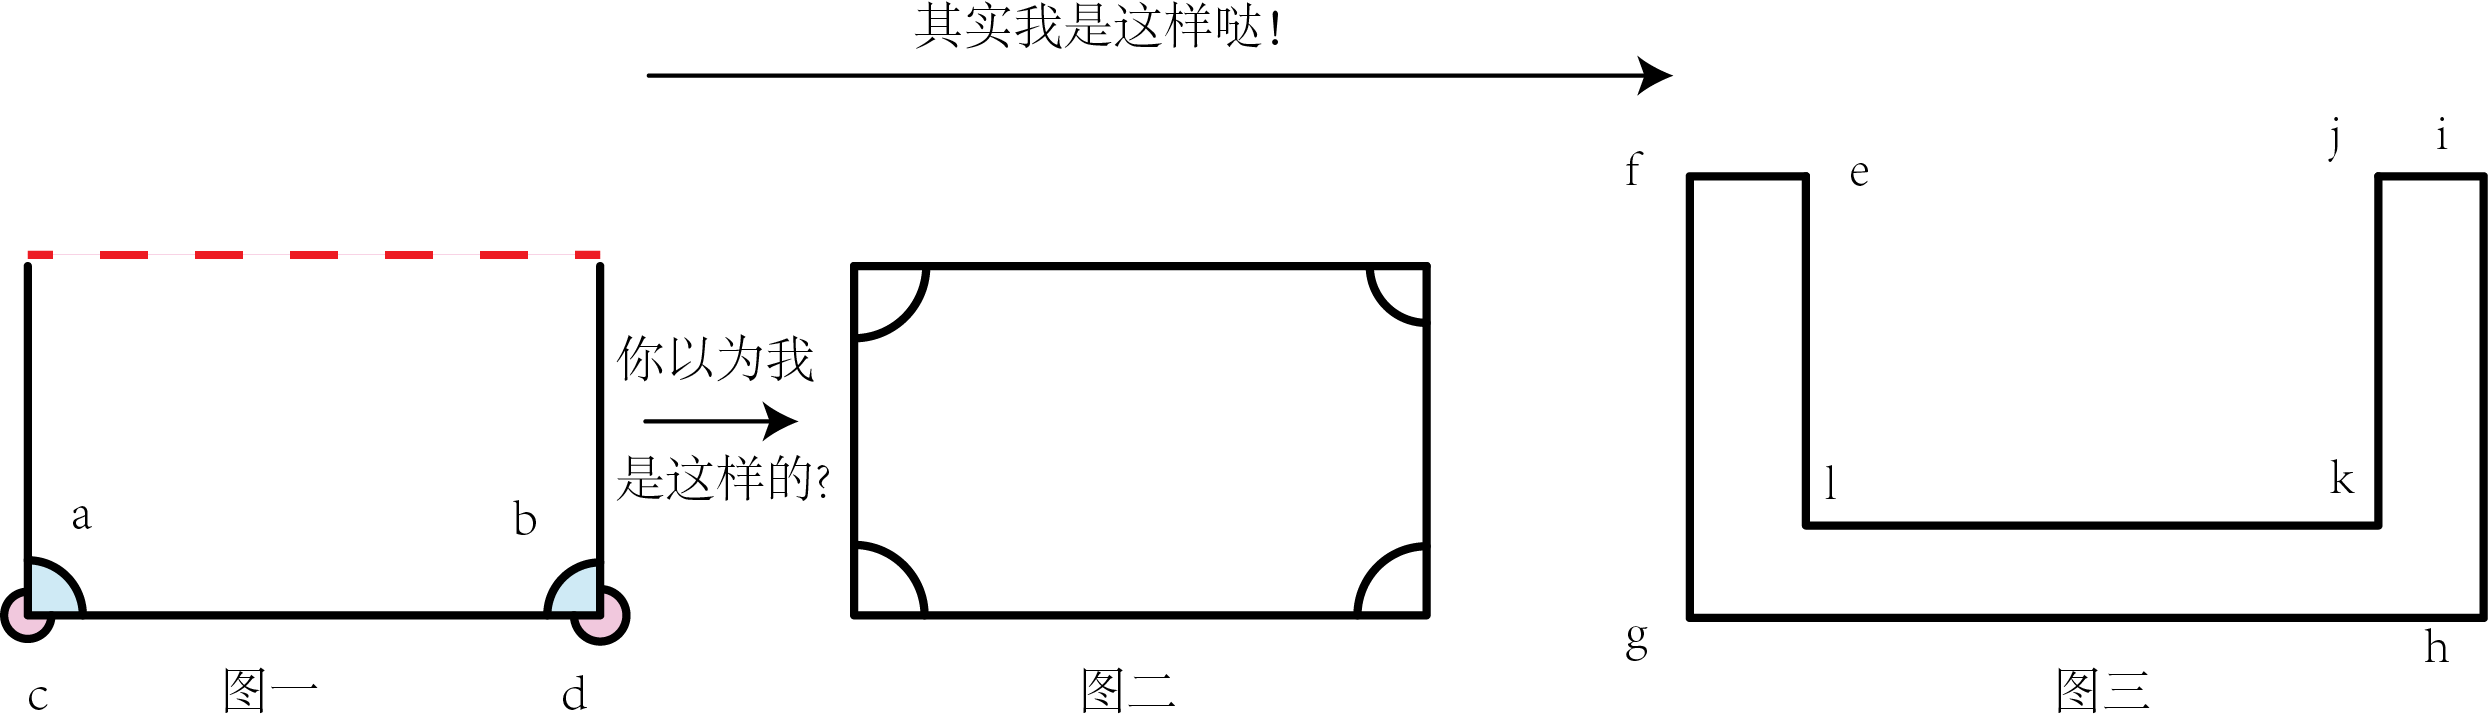 其实我是这样哒！
j i
f e
你以为我
是这样的?
a b
l k
g h
c 图一 d 图二 图三